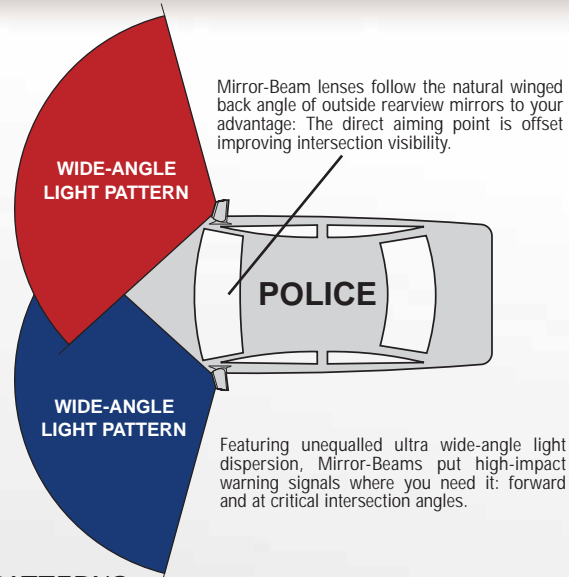 Mirror-Beam lenses follow the natural winged
back angle of outside rearview mirrors to your
advantage: The direct aiming point is offset
improving intersection visibility.
WIDE-ANGLE
LIGHT PATTERN
POLICE
WIDE-ANGLE
LIGHT PATTERN
Featuring unequalled ultra wide-angle light
dispersion, Mirror-Beams put high-impact
warning signals where you need it: forward
and at critical intersection angles.